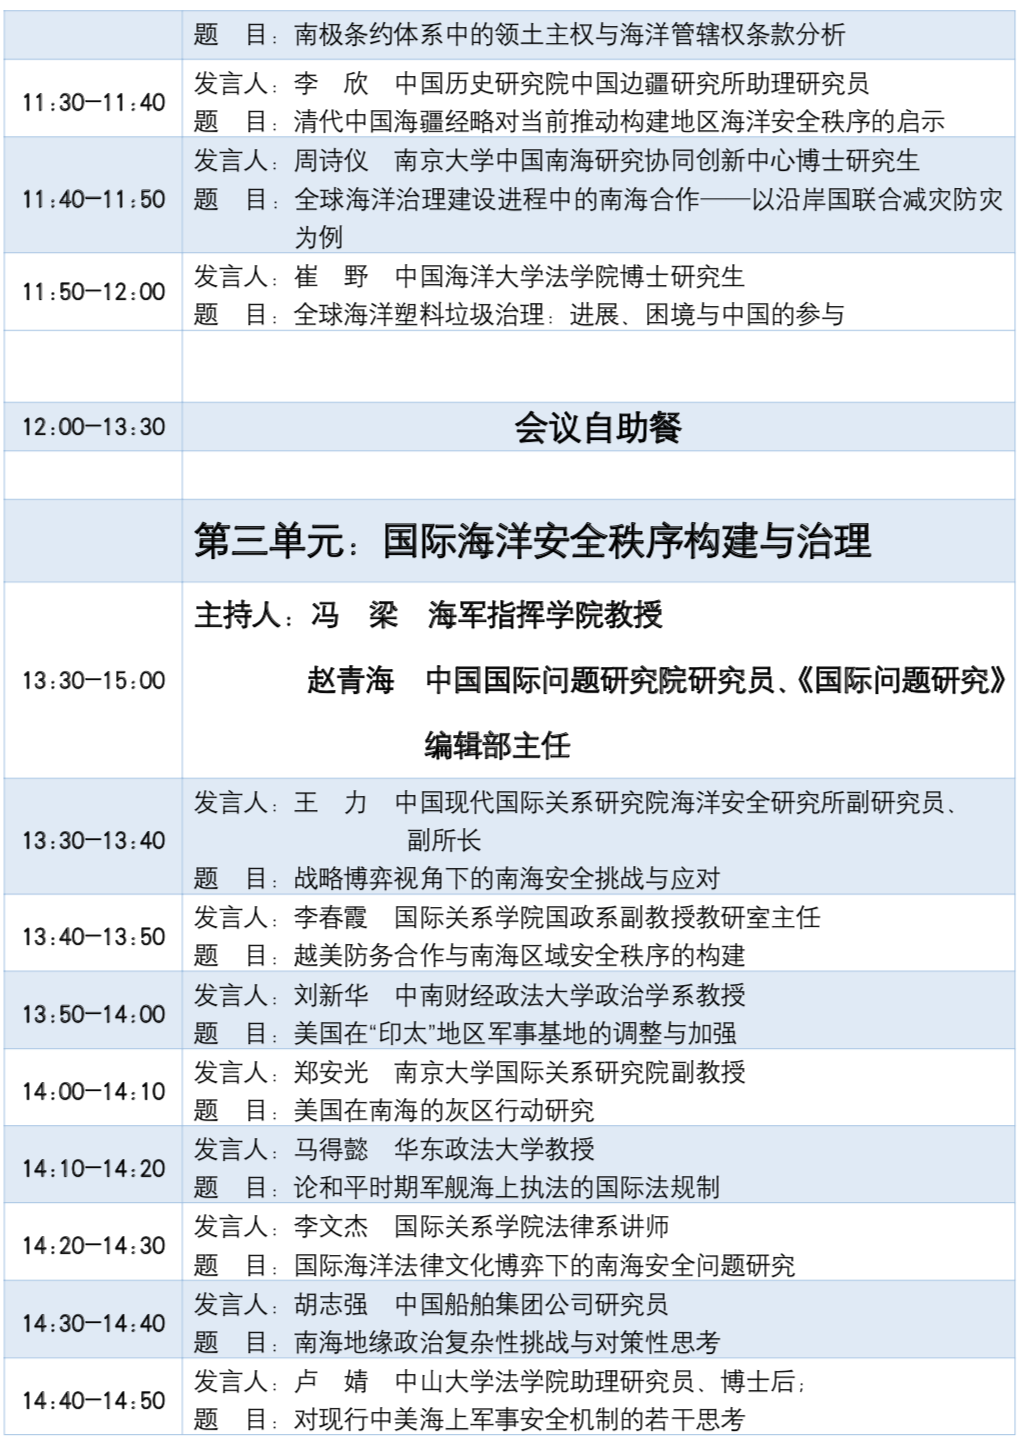 题　目：南极条约体系中的领土主权与海洋管辖权条款分析
11:30—11:40
发言人：李　欣　中国历史研究院中国边疆研究所助理研究员
题　目：清代中国海疆经略对当前推动构建地区海洋安全秩序的启示
11:40—11:50
发言人：周诗仪　南京大学中国南海研究协同创新中心博士研究生
题　目：全球海洋治理建设进程中的南海合作——以沿岸国联合减灾防灾
为例
11:50—12:00
发言人：崔　野　中国海洋大学法学院博士研究生
题　目：全球海洋塑料垃圾治理：进展、困境与中国的参与
12:00—13:30
会议自助餐
第三单元：国际海洋安全秩序构建与治理
13:30—15:00
主持人：冯　梁　海军指挥学院教授
赵青海　中国国际问题研究院研究员、《国际问题研究》
编辑部主任
13:30—13:40
发言人：王　力　中国现代国际关系研究院海洋安全研究所副研究员、
副所长
题　目：战略博弈视角下的南海安全挑战与应对
13:40—13:50
发言人：李春霞　国际关系学院国政系副教授教研室主任
题　目：越美防务合作与南海区域安全秩序的构建
13:50—14:00
发言人：刘新华　中南财经政法大学政治学系教授
题　目：美国在“印太”地区军事基地的调整与加强
14:00—14:10
发言人：郑安光　南京大学国际关系研究院副教授
题　目：美国在南海的灰区行动研究
14:10—14:20
发言人：马得懿　华东政法大学教授
题　目：论和平时期军舰海上执法的国际法规制
14:20—14:30
发言人：李文杰　国际关系学院法律系讲师
题　目：国际海洋法律文化博弈下的南海安全问题研究
14:30—14:40
发言人：胡志强　中国船舶集团公司研究员
题　目：南海地缘政治复杂性挑战与对策性思考
14:40—14:50
发言人：卢　婧　中山大学法学院助理研究员、博士后；
题　目：对现行中美海上军事安全机制的若干思考